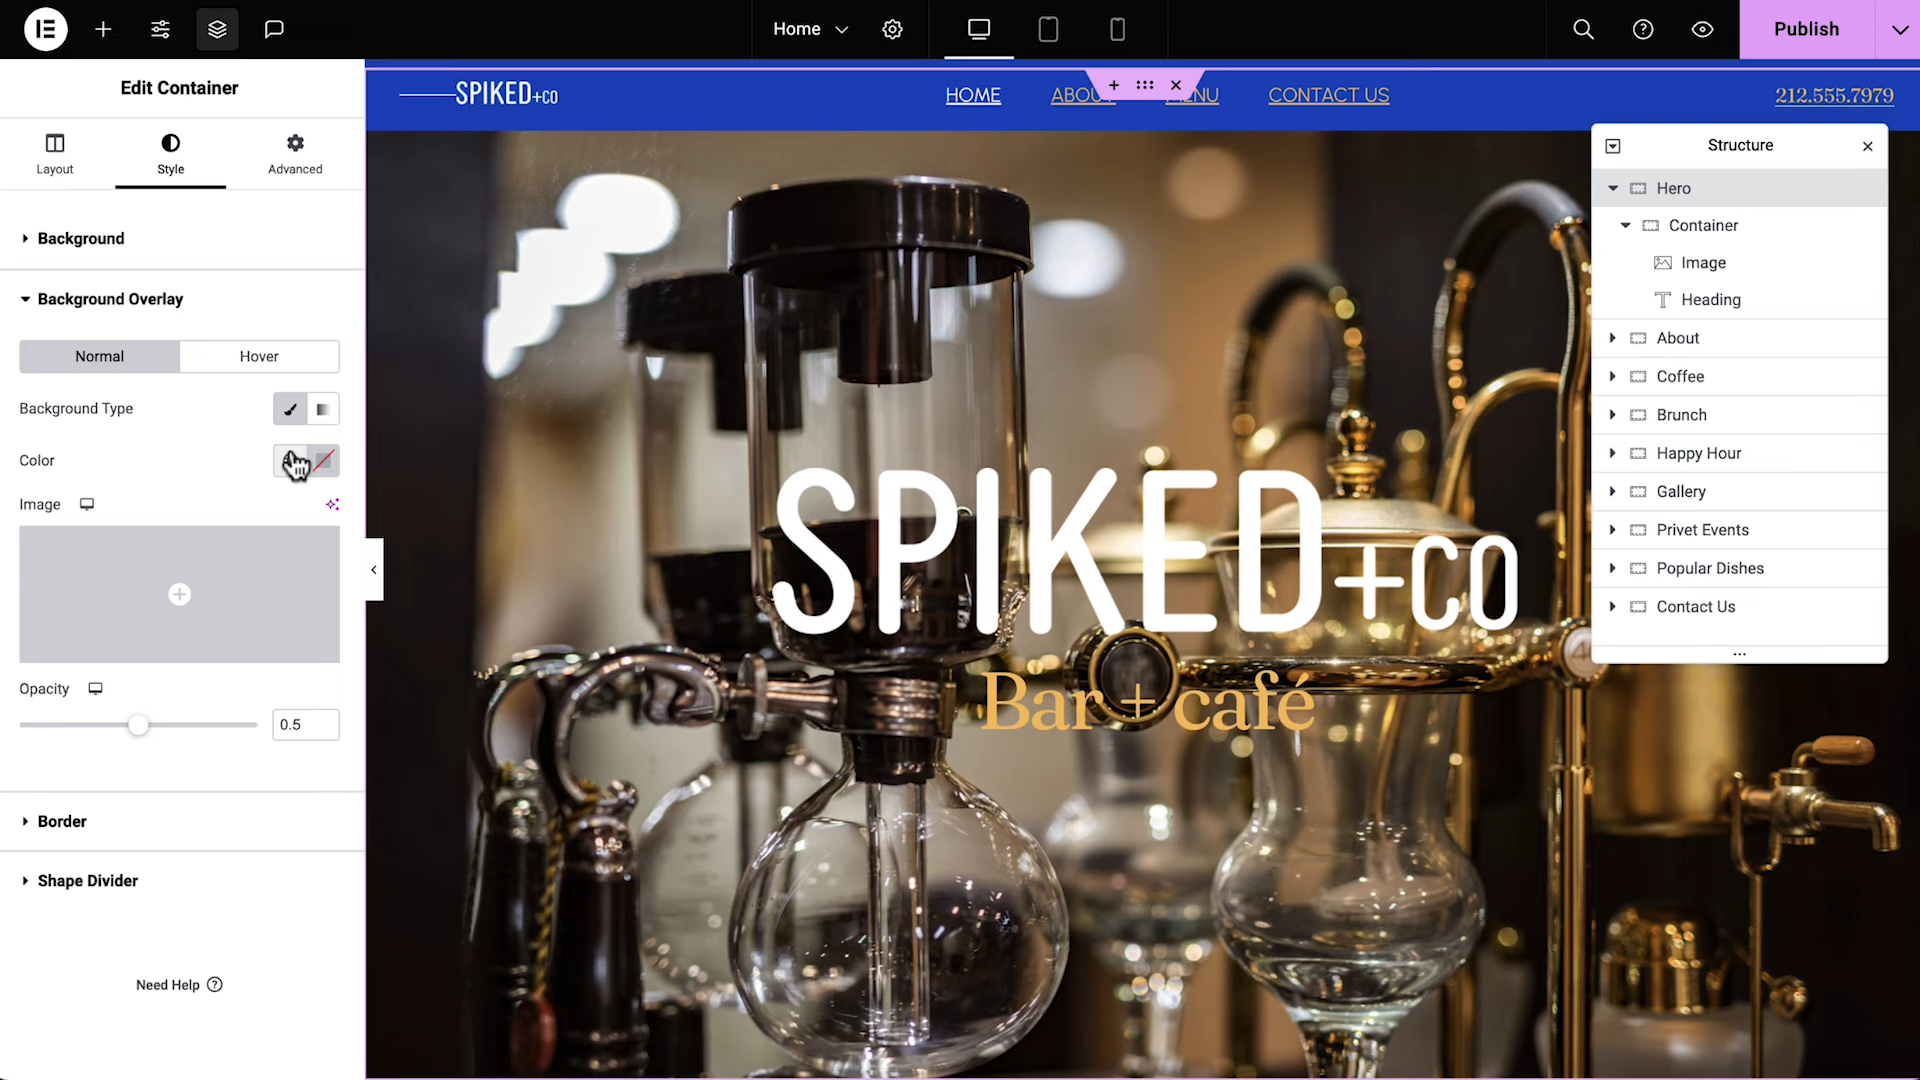 Home
Publish
Edit Container
Layout
Style
Advanced
Background
Background Overlay
Normal
Hover
Background Type
Color
Image
Opacity
0.5
Border
Shape Divider
Need Help
SPIKED+CO
HOME
ABOUT
MENU
CONTACT US
212.555.7979
SPIKED+CO
Bar + café
Structure
Hero
Container
Image
Heading
About
Coffee
Brunch
Happy Hour
Gallery
Privet Events
Popular Dishes
Contact Us